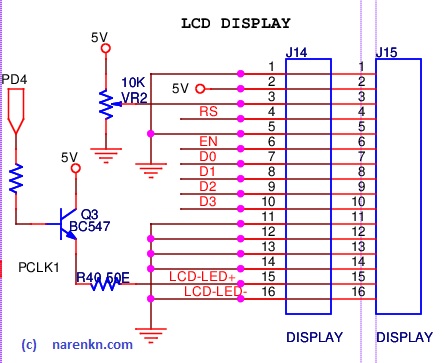 LCD DISPLAY
5V
J14
J15
PD4
10K
VR2
5V
1
2
3
4
5
6
7
8
9
10
11
12
13
14
15
16
1
2
3
4
5
6
7
8
9
10
11
12
13
14
15
16
RS
EN
D0
D1
D2
D3
5V
Q3
BC547
PCLK1
R40 50E
LCD-LED+
LCD-LED-
DISPLAY
DISPLAY
(c) narenkn.com